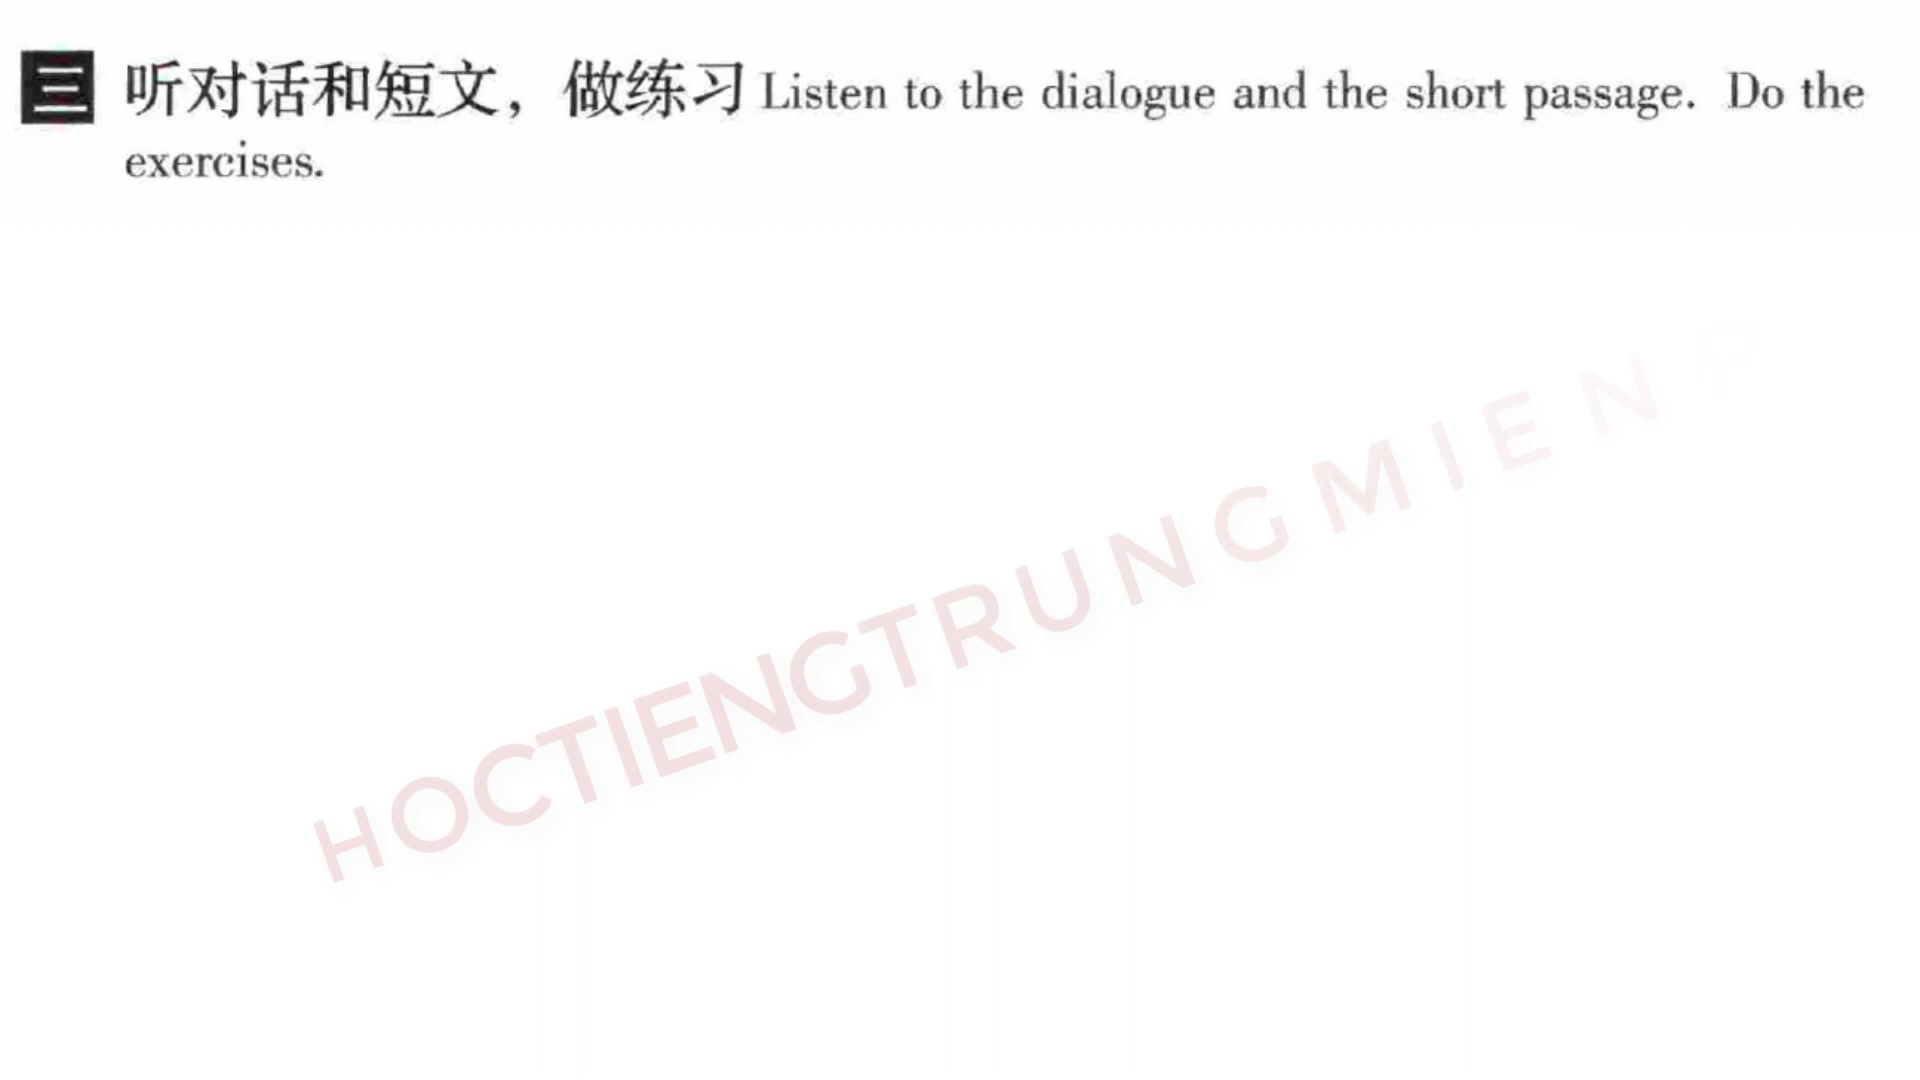 三 听对话和短文，做练习 Listen to the dialogue and the short passage. Do the
exercises.
HOCTIENGTRUNGMIENP